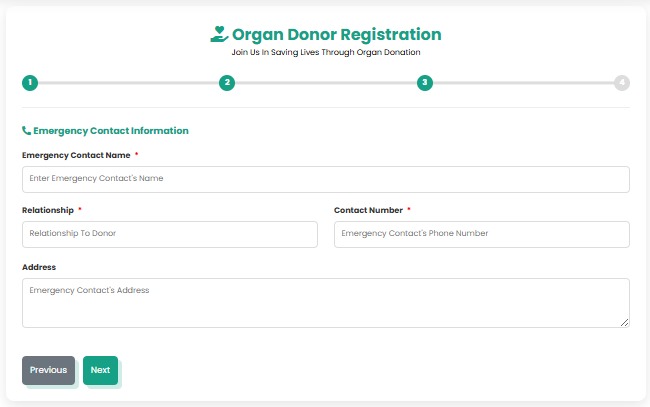 Organ Donor Registration
Join Us In Saving Lives Through Organ Donation
1 2 3 4
Emergency Contact Information
Emergency Contact Name *
Enter Emergency Contact's Name
Relationship * Contact Number *
Relationship To Donor Emergency Contact's Phone Number
Address
Emergency Contact's Address
Previous Next